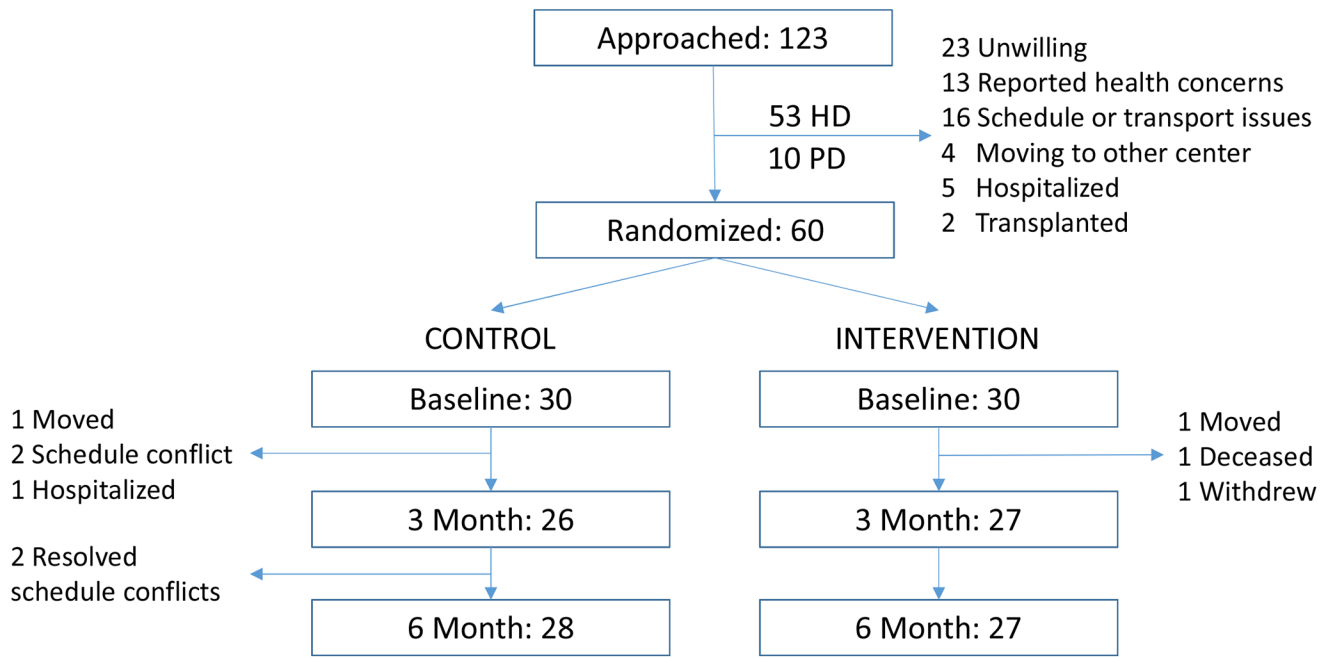 Approached: 123
23 Unwilling
13 Reported health concerns
16 Schedule or transport issues
4 Moving to other center
5 Hospitalized
2 Transplanted
53 HD
10 PD
Randomized: 60
CONTROL
INTERVENTION
Baseline: 30
Baseline: 30
1 Moved
2 Schedule conflict
1 Hospitalized
1 Moved
1 Deceased
1 Withdrew
3 Month: 26
3 Month: 27
2 Resolved
schedule conflicts
6 Month: 28
6 Month: 27